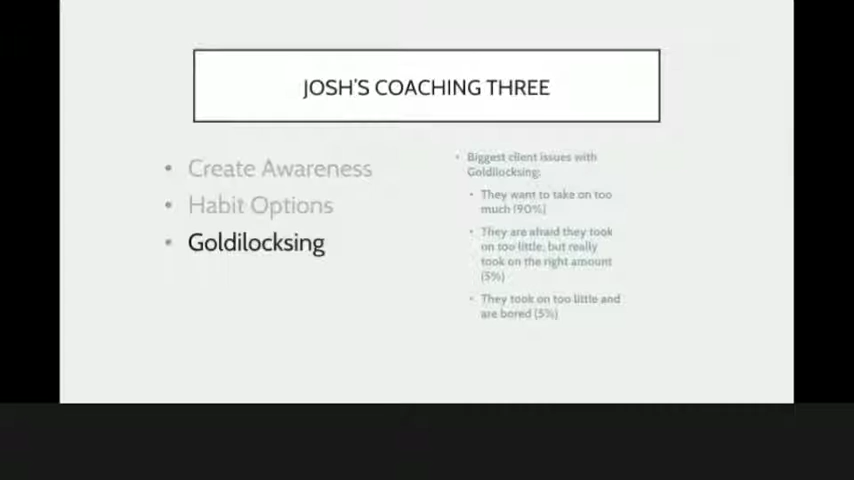 JOSH'S COACHING THREE
• Create Awareness
• Habit Options
• Goldilocksing
• Biggest client issues with
Goldilocksing:
• They want to take on too
much (90%)
• They are afraid they took
on too little, but really
took on the right amount
(5%)
• They took on too little and
are bored (5%)